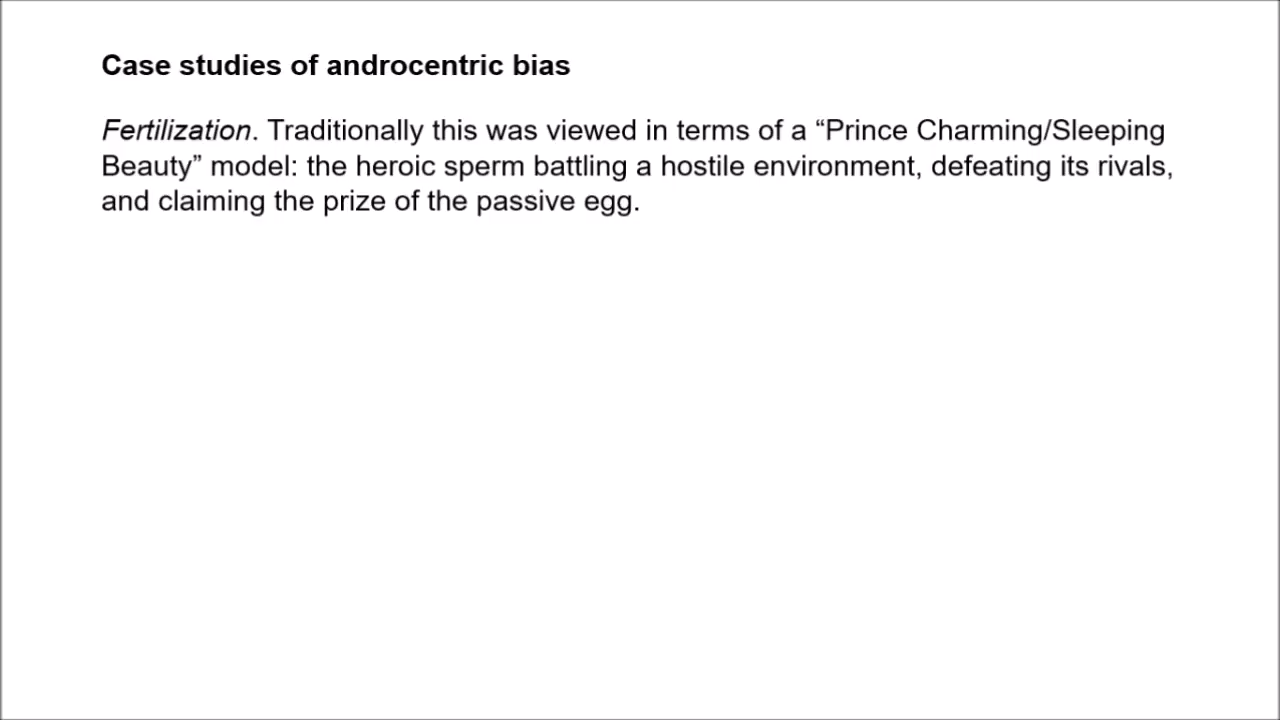 Case studies of androcentric bias
Fertilization. Traditionally this was viewed in terms of a “Prince Charming/Sleeping
Beauty” model: the heroic sperm battling a hostile environment, defeating its rivals,
and claiming the prize of the passive egg.